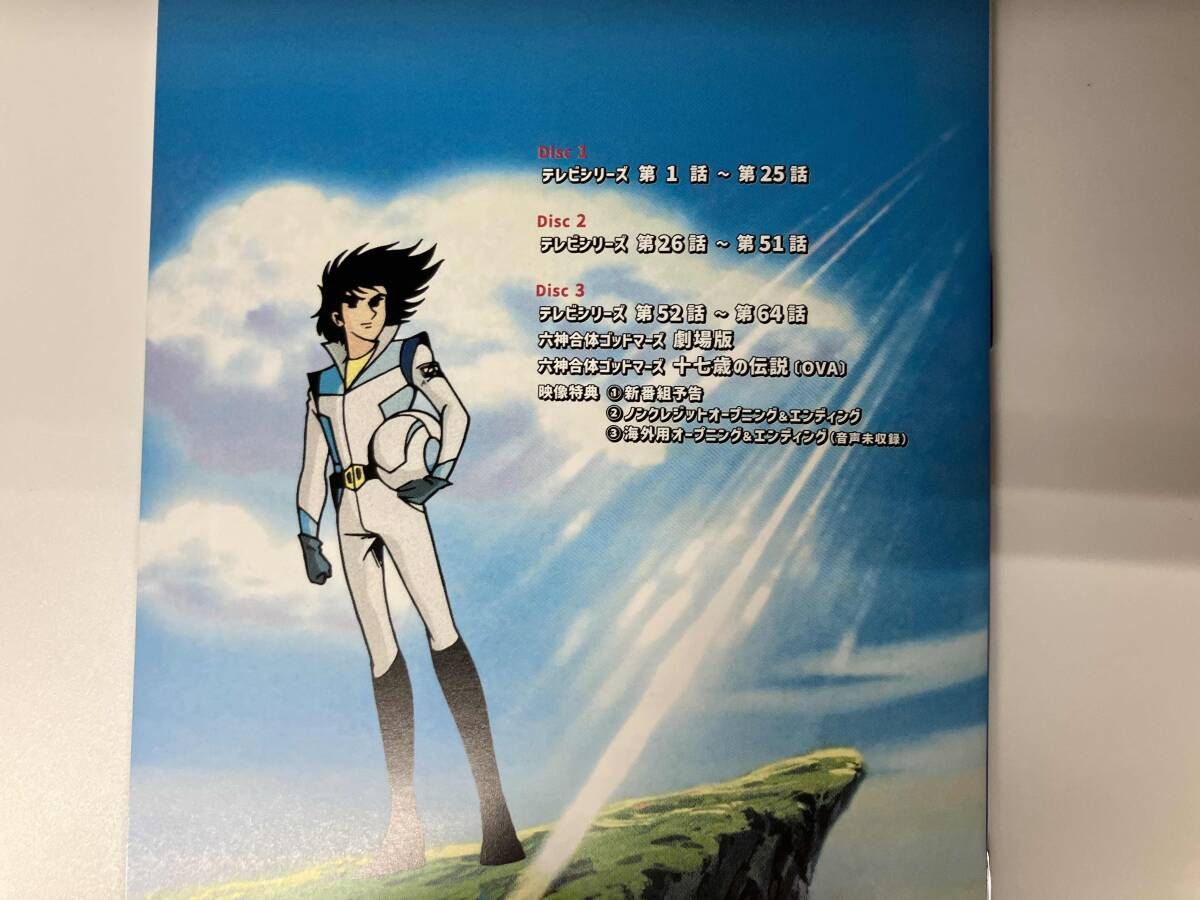 Disc 1
テレビシリーズ 第 1 話 ～ 第25話
Disc 2
テレビシリーズ 第26話 ～ 第51話
Disc 3
テレビシリーズ 第52話 ～ 第64話
六神合体ゴッドマーズ 劇場版
六神合体ゴッドマーズ 十七歳の伝説〔OVA〕
映像特典 ①新番組予告
②ノンクレジットオープニング&エンディング
③海外用オープニング&エンディング(音声未収録)